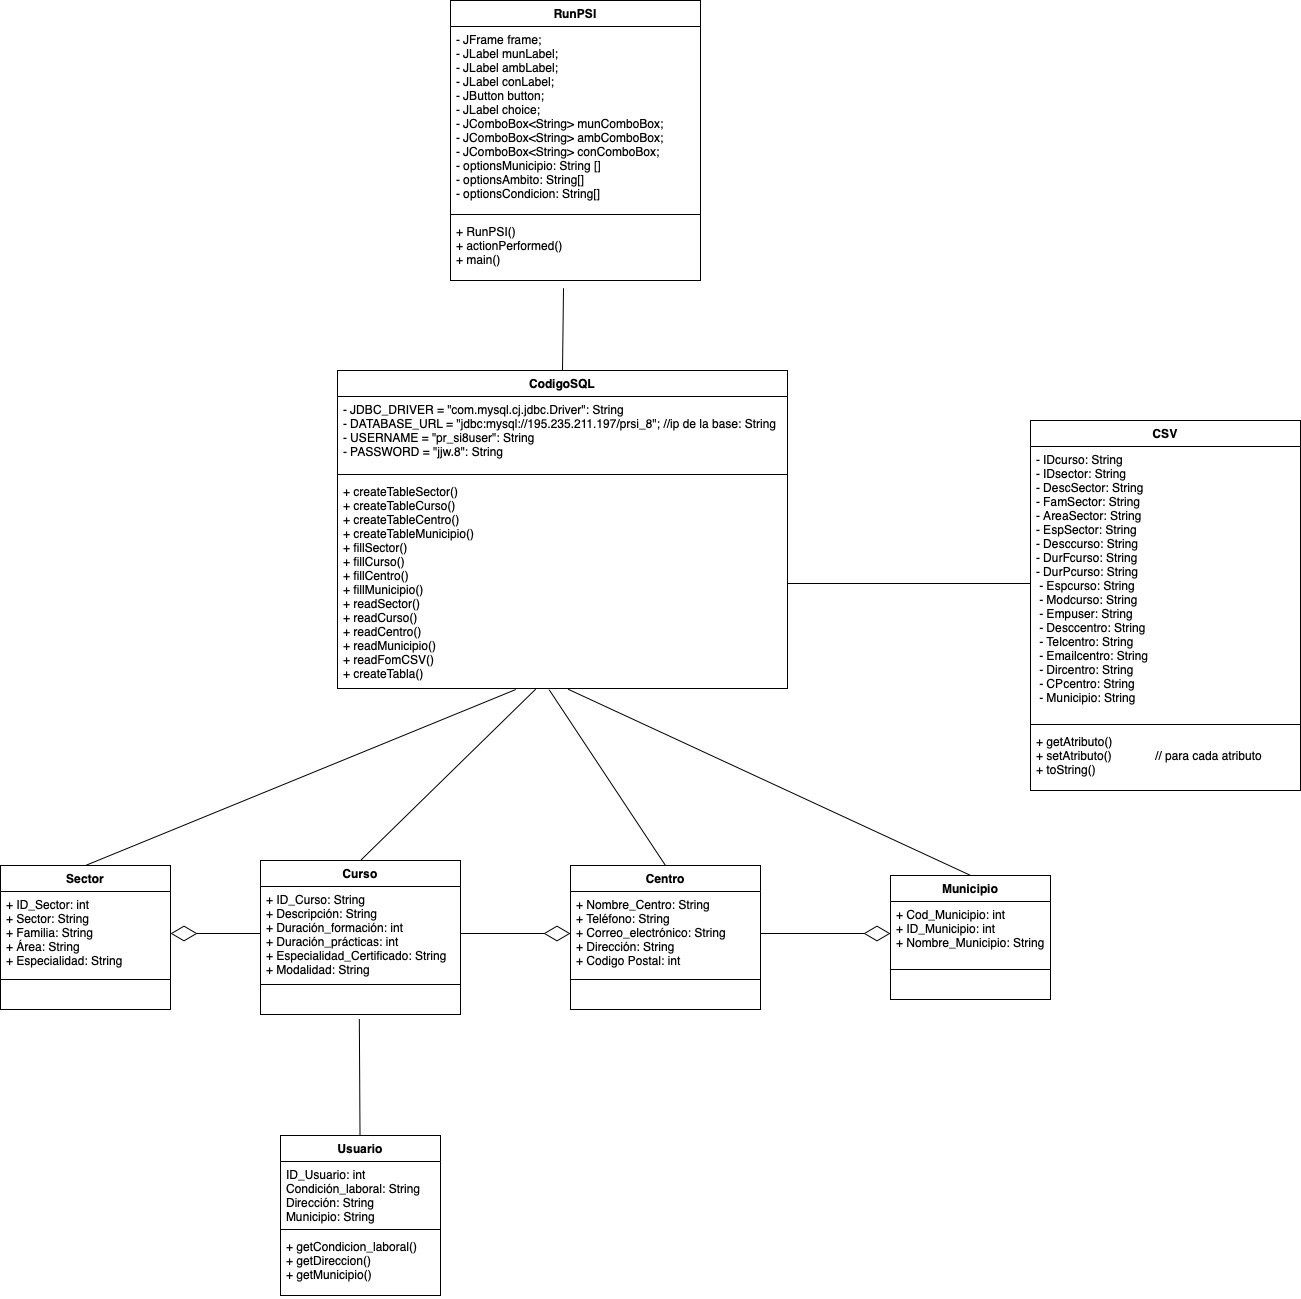 RunPSI
- JFrame frame;
- JLabel munLabel;
- JLabel ambLabel;
- JLabel conLabel;
- JButton button;
- JLabel choice;
- JComboBox<String> munComboBox;
- JComboBox<String> ambComboBox;
- JComboBox<String> conComboBox;
- optionsMunicipio: String []
- optionsAmbito: String[]
- optionsCondicion: String[]
+ RunPSI()
+ actionPerformed()
+ main()
CodigoSQL
- JDBC_DRIVER = "com.mysql.cj.jdbc.Driver": String
- DATABASE_URL = "jdbc:mysql://195.235.211.197/prsi_8"; //ip de la base: String
- USERNAME = "pr_si8user": String
- PASSWORD = "jjw.8": String
+ createTableSector()
+ createTableCurso()
+ createTableCentro()
+ createTableMunicipio()
+ fillSector()
+ fillCurso()
+ fillCentro()
+ fillMunicipio()
+ readSector()
+ readCurso()
+ readCentro()
+ readMunicipio()
+ readFomCSV()
+ createTabla()
CSV
- IDcurso: String
- IDsector: String
- DescSector: String
- FamSector: String
- AreaSector: String
- EspSector: String
- Desccurso: String
- DurFcurso: String
- DurPcurso: String
- Espcurso: String
- Modcurso: String
- Empuser: String
- Desccentro: String
- Telcentro: String
- Emailcentro: String
- Dircentro: String
- CPcentro: String
- Municipio: String
+ getAtributo()
+ setAtributo() // para cada atributo
+ toString()
Sector
+ ID_Sector: int
+ Sector: String
+ Familia: String
+ Área: String
+ Especialidad: String
Curso
+ ID_Curso: String
+ Descripción: String
+ Duración_formación: int
+ Duración_prácticas: int
+ Especialidad_Certificado: String
+ Modalidad: String
Centro
+ Nombre_Centro: String
+ Teléfono: String
+ Correo_electrónico: String
+ Dirección: String
+ Codigo Postal: int
Municipio
+ Cod_Municipio: int
+ ID_Municipio: int
+ Nombre_Municipio: String
Usuario
ID_Usuario: int
Condición_laboral: String
Dirección: String
Municipio: String
+ getCondicion_laboral()
+ getDireccion()
+ getMunicipio()